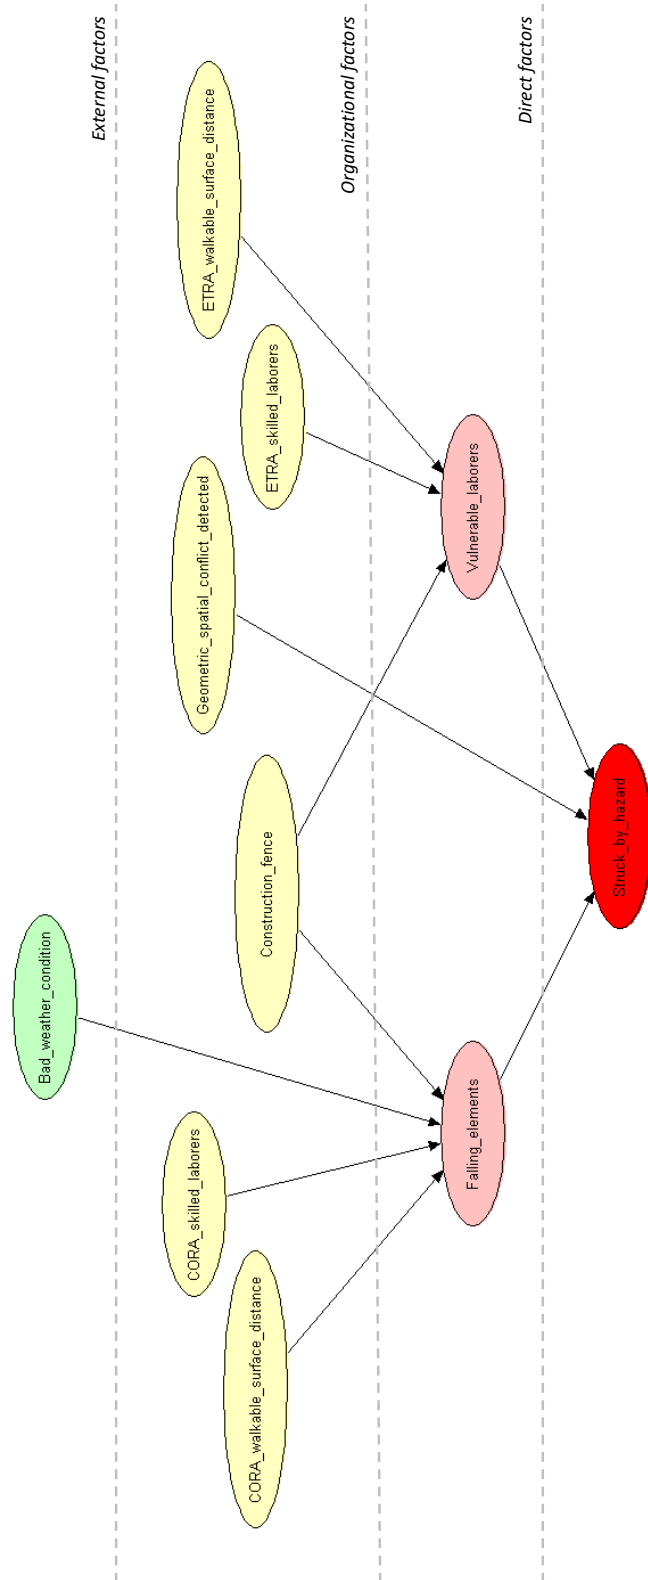 External factors
Bad_weather_condition
CORA_skilled_laborers
Geometric_spatial_conflict_detected
ETRA_walkable_surface_distance
CORA_walkable_surface_distance
Construction_fence
ETRA_skilled_laborers
Organizational factors
Falling_elements
Vulnerable_laborers
Direct factors
Struck_by_hazard